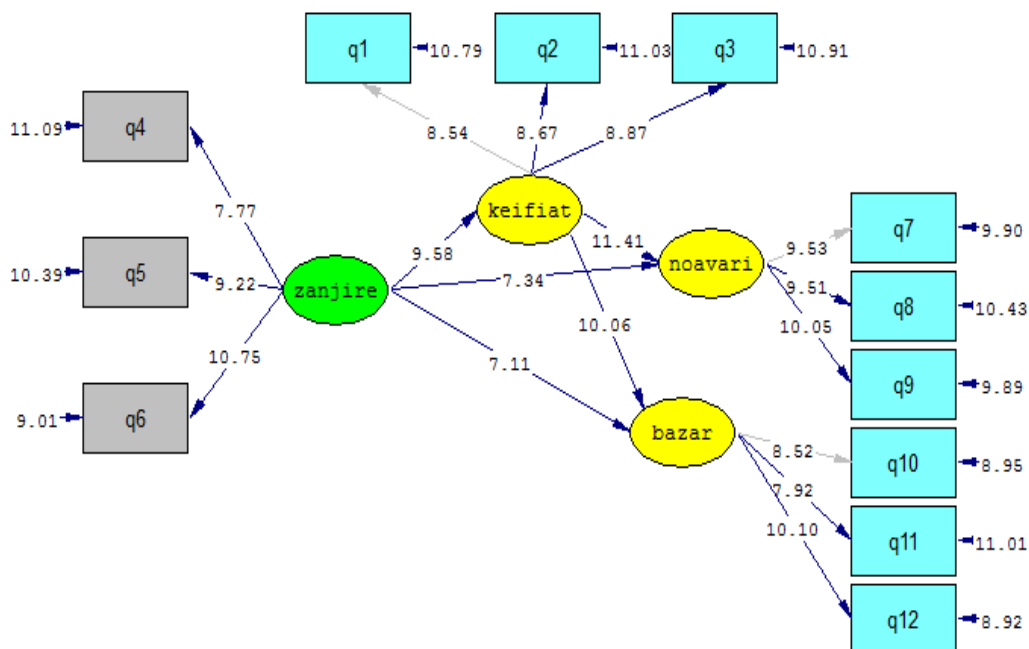 q1
10.79
q2
11.03
q3
10.91
11.09
q4
8.54
8.67
8.87
7.77
keifiat
q7
9.90
9.58
11.41
9.53
10.39
q5
9.22
zanjire
7.34
noavari
9.51
q8
10.43
10.06
10.05
10.75
7.11
q9
9.89
9.01
q6
bazar
8.52
q10
8.95
7.92
10.10
q11
11.01
q12
8.92